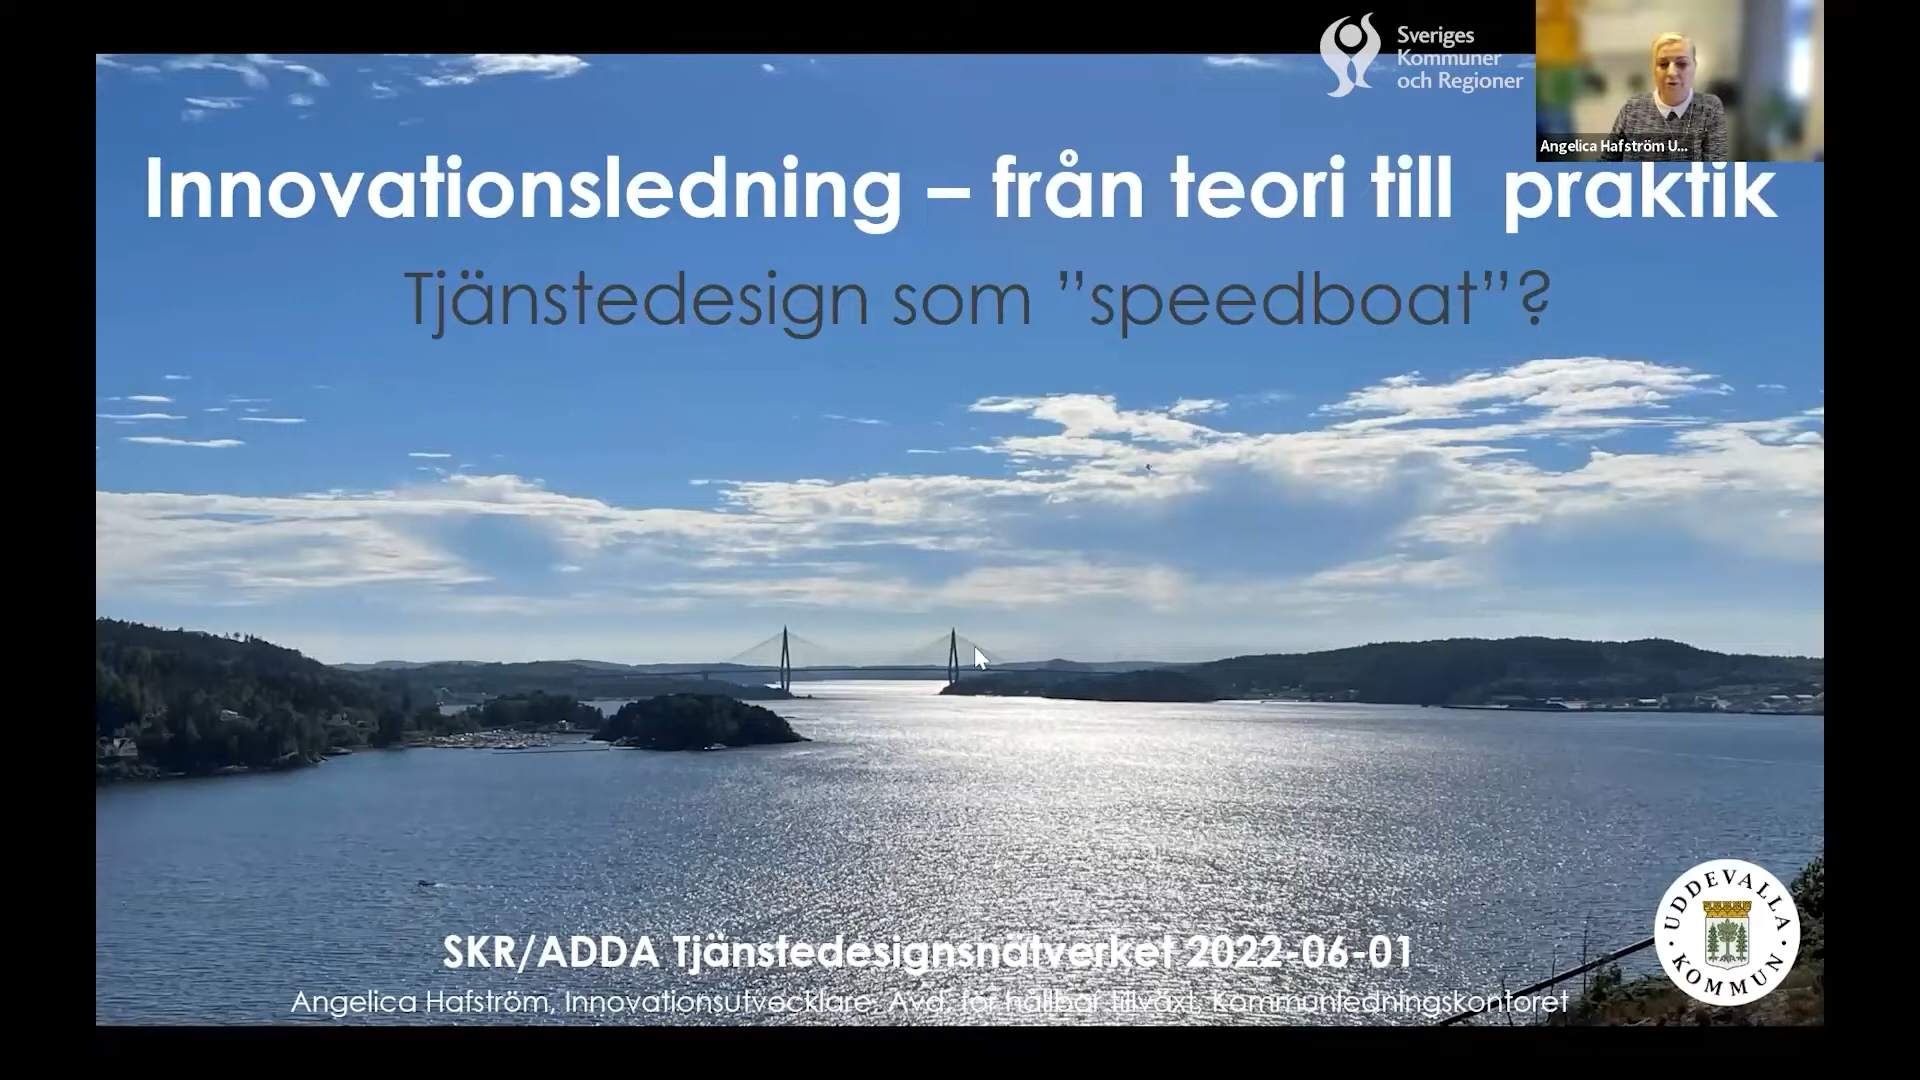 Sveriges
Kommuner
och Regioner
Angelica Hafström U...
Innovationsledning – från teori till praktik
Tjänstedesign som ”speedboat”?
UDDEVALLA
KOMMUN
SKR/ADDA Tjänstedesignsnätverket 2022-06-01
Angelica Hafström, Innovationsutvecklare, Avd. för hållbar tillväxt, Kommunledningskontoret